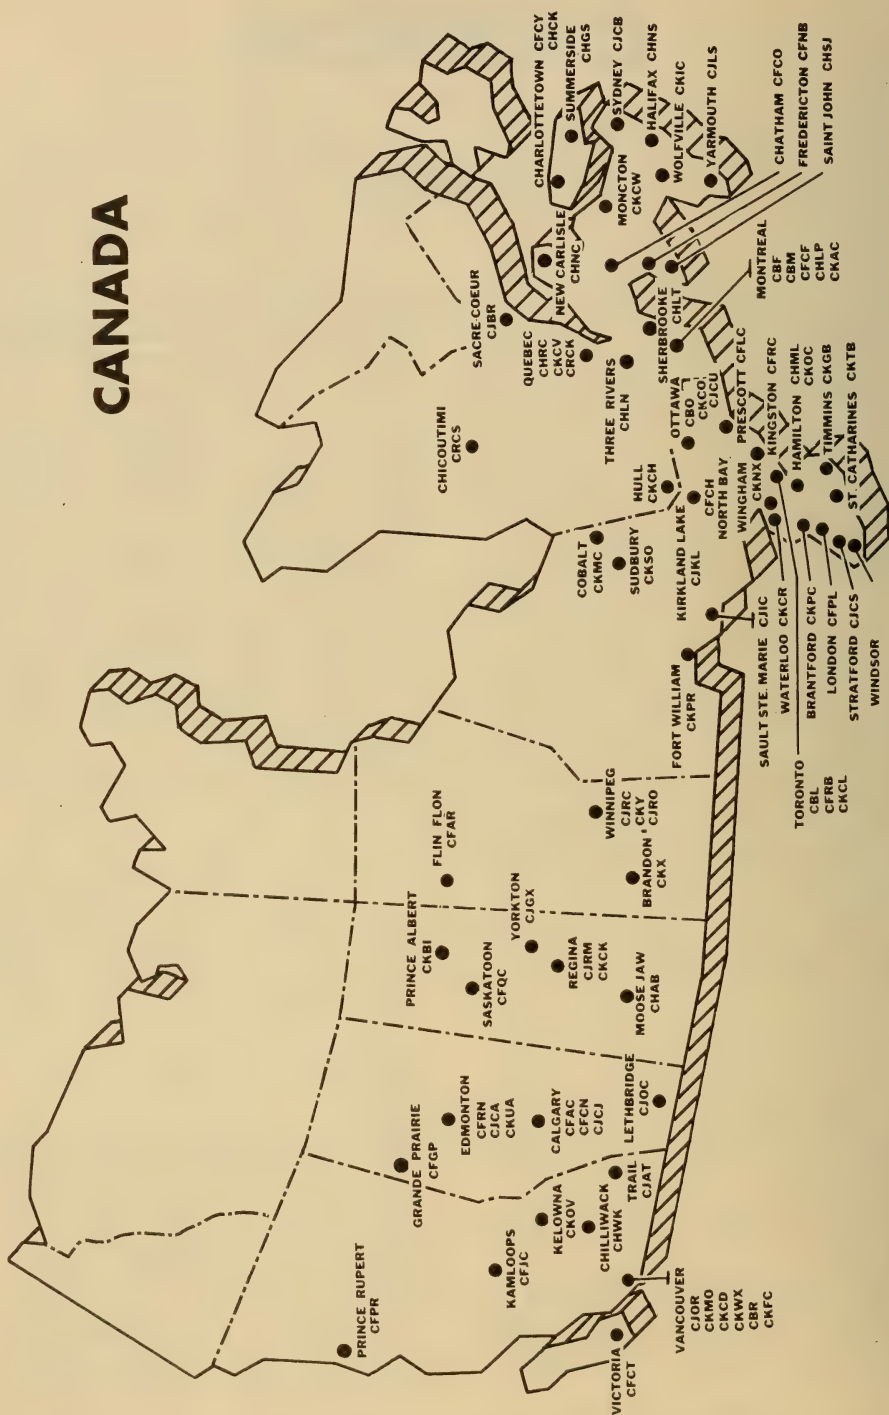 CANADA
PRINCE RUPERT
CFPR
VICTORIA
CFCT
VANCOUVER
CJOR
CKMO
CKCD
CKWX
CBR
CKFC
KAMLOOPS
CFJC
KELOWNA
CKOV
CHILLIWACK
CHWK
TRAIL
CJAT
GRANDE PRAIRIE
CFGP
EDMONTON
CFRN
CJCA
CKUA
CALGARY
CFAC
CFCN
CJCJ
LETHBRIDGE
CJOC
PRINCE ALBERT
CKBI
SASKATOON
CFQC
YORKTON
CJGX
REGINA
CJRM
CKCK
MOOSE JAW
CHAB
FLIN FLON
CFAR
WINNIPEG
CJRC
CKY
CJRO
BRANDON
CKX
FORT WILLIAM
CKPR
SAULT STE. MARIE CJIC
WATERLOO CKCR
TORONTO
CBL
CFRB
CKCL
BRANTFORD CKPC
LONDON CFPL
STRATFORD CJCS
WINDSOR
COBALT
CKMC
SUDBURY
CKSO
KIRKLAND LAKE
CJKL
HULL
CKCH
CFCH
NORTH BAY
WINGHAM
CKNX
OTTAWA
CBO
CKCO
CJCU
PRESCOTT CFLC
KINGSTON CFRC
HAMILTON CHML
CKOC
TIMMINS CKGB
ST. CATHARINES CKTB
CHICOUTIMI
CRCS
SACRE-COEUR
CJBR
QUEBEC
CHRC
CKCV
CRCK
THREE RIVERS
CHLN
SHERBROOKE
CHLT
MONTREAL
CBF
CBM
CFCF
CHLP
CKAC
NEW CARLISLE
CHNC
CHARLOTTETOWN CFCY
CHCK
SUMMERSIDE
CHGS
MONCTON
CKCW
SYDNEY CJCB
HALIFAX CHNS
WOLFVILLE CKIC
YARMOUTH CJLS
CHATHAM CFCO
FREDERICTON CFNB
SAINT JOHN CHSJ